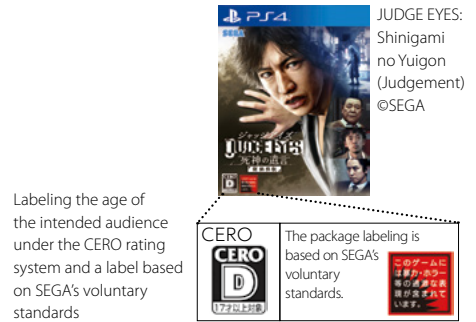 PS4
SEGA
ジャッジアイズ
JUDGE EYES
死神の遺言
D
JUDGE EYES:
Shinigami
no Yuigon
(Judgement)
©SEGA
Labeling the age of
the intended audience
under the CERO rating
system and a label based
on SEGA’s voluntary
standards
CERO
CERO
D
17才以上対象
The package labeling is
based on SEGA’s
voluntary
standards.
このゲームに
は暴力・ホラー
等の過激な表
現が含まれて
います。